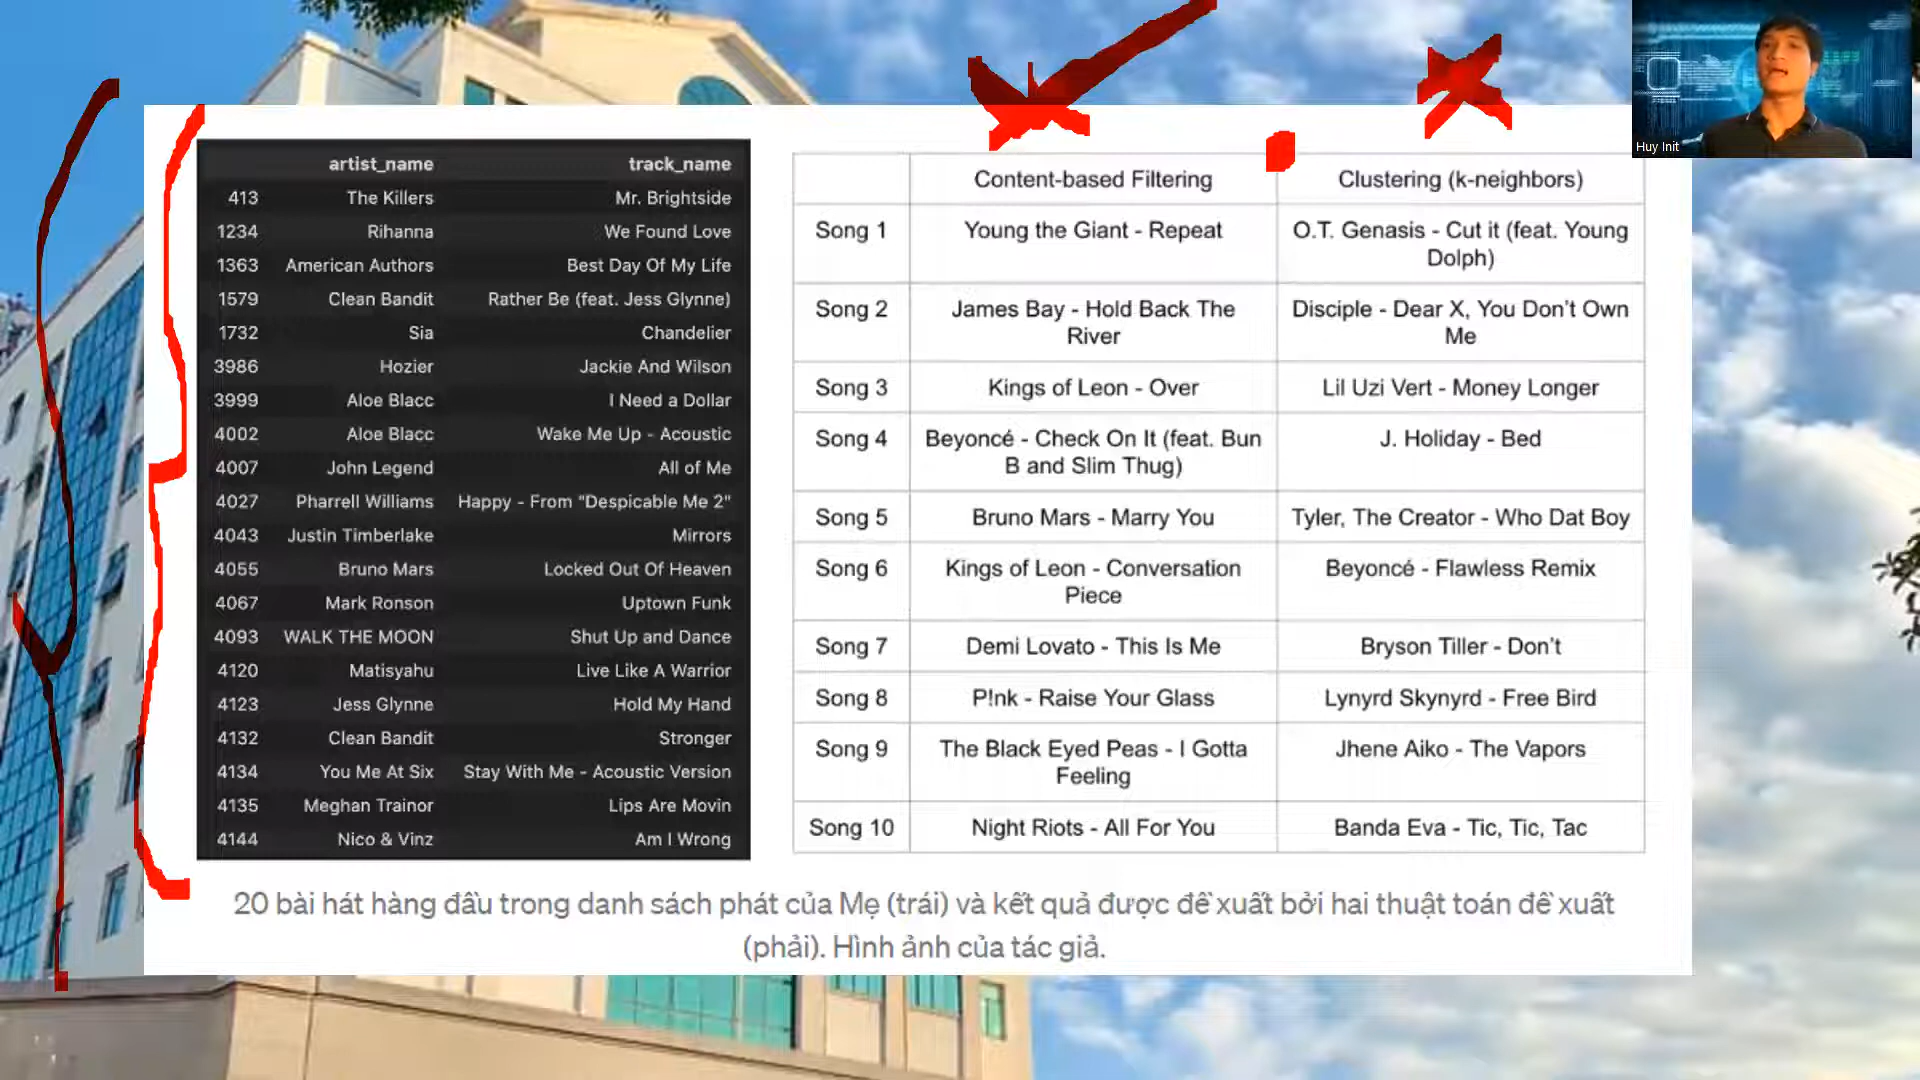 Huy Init
artist_name track_name
413 The Killers Mr. Brightside
1234 Rihanna We Found Love
1363 American Authors Best Day Of My Life
1579 Clean Bandit Rather Be (feat. Jess Glynne)
1732 Sia Chandelier
3986 Hozier Jackie And Wilson
3999 Aloe Blacc I Need a Dollar
4002 Aloe Blacc Wake Me Up - Acoustic
4007 John Legend All of Me
4027 Pharrell Williams Happy - From "Despicable Me 2"
4043 Justin Timberlake Mirrors
4055 Bruno Mars Locked Out Of Heaven
4067 Mark Ronson Uptown Funk
4093 WALK THE MOON Shut Up and Dance
4120 Matisyahu Live Like A Warrior
4123 Jess Glynne Hold My Hand
4132 Clean Bandit Stronger
4134 You Me At Six Stay With Me - Acoustic Version
4135 Meghan Trainor Lips Are Movin
4144 Nico & Vinz Am I Wrong
Content-based Filtering Clustering (k-neighbors)
Song 1 Young the Giant - Repeat O.T. Genasis - Cut it (feat. Young
Dolph)
Song 2 James Bay - Hold Back The Disciple - Dear X, You Don't Own
River Me
Song 3 Kings of Leon - Over Lil Uzi Vert - Money Longer
Song 4 Beyoncé - Check On It (feat. Bun J. Holiday - Bed
B and Slim Thug)
Song 5 Bruno Mars - Marry You Tyler, The Creator - Who Dat Boy
Song 6 Kings of Leon - Conversation Beyoncé - Flawless Remix
Piece
Song 7 Demi Lovato - This Is Me Bryson Tiller - Don't
Song 8 P!nk - Raise Your Glass Lynyrd Skynyrd - Free Bird
Song 9 The Black Eyed Peas - I Gotta Jhene Aiko - The Vapors
Feeling
Song 10 Night Riots - All For You Banda Eva - Tic, Tic, Tac
20 bài hát hàng đầu trong danh sách phát của Mẹ (trái) và kết quả được đề xuất bởi hai thuật toán đề xuất
(phải). Hình ảnh của tác giả.